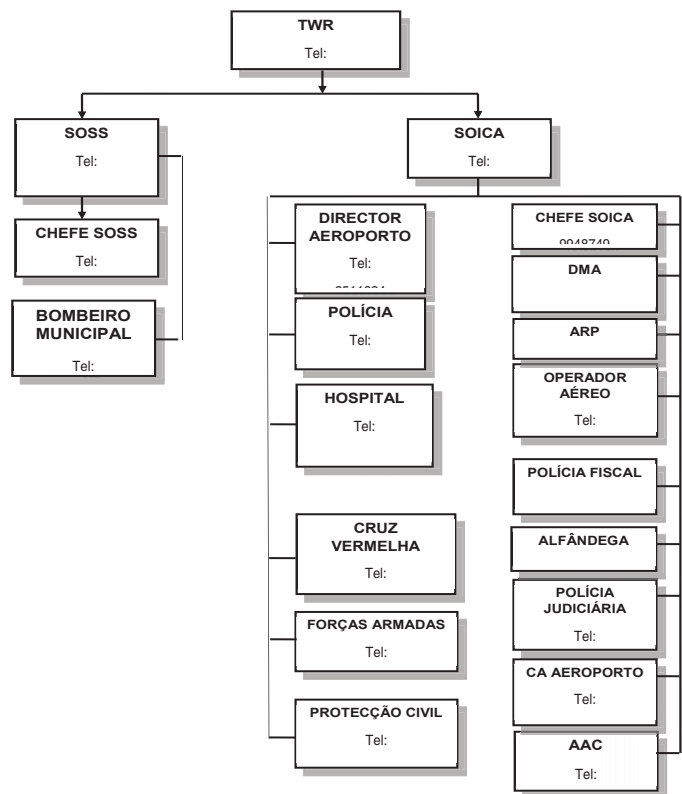 TWR
Tel:
SOSS
Tel:
SOICA
Tel:
CHEFE SOSS
Tel:
BOMBEIRO
MUNICIPAL
Tel:
DIRECTOR
AEROPORTO
Tel:
POLÍCIA
Tel:
HOSPITAL
Tel:
CRUZ
VERMELHA
Tel:
FORÇAS ARMADAS
Tel:
PROTECÇÃO CIVIL
Tel:
CHEFE SOICA
DMA
ARP
OPERADOR
AÉREO
Tel:
POLÍCIA FISCAL
ALFÂNDEGA
POLÍCIA
JUDICIÁRIA
Tel:
CA AEROPORTO
Tel:
AAC
Tel: